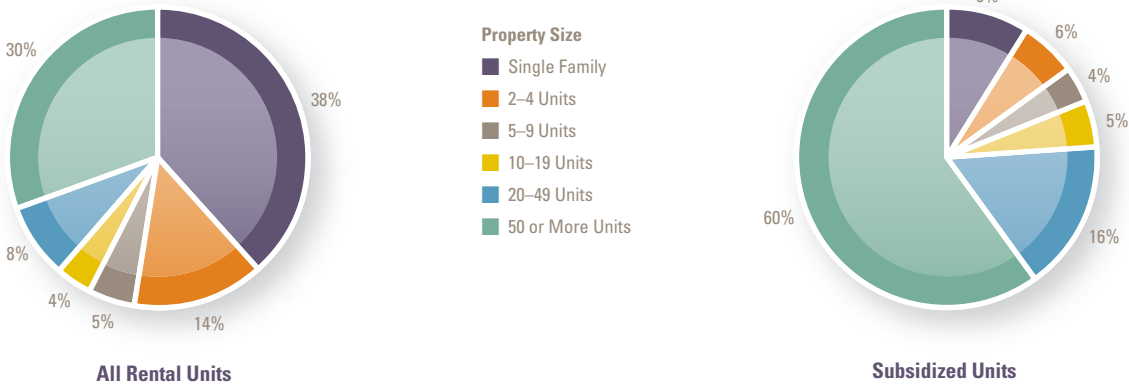 30%
38%
8%
4%
5%
14%
All Rental Units
Property Size
Single Family
2–4 Units
5–9 Units
10–19 Units
20–49 Units
50 or More Units
6%
4%
5%
16%
60%
Subsidized Units